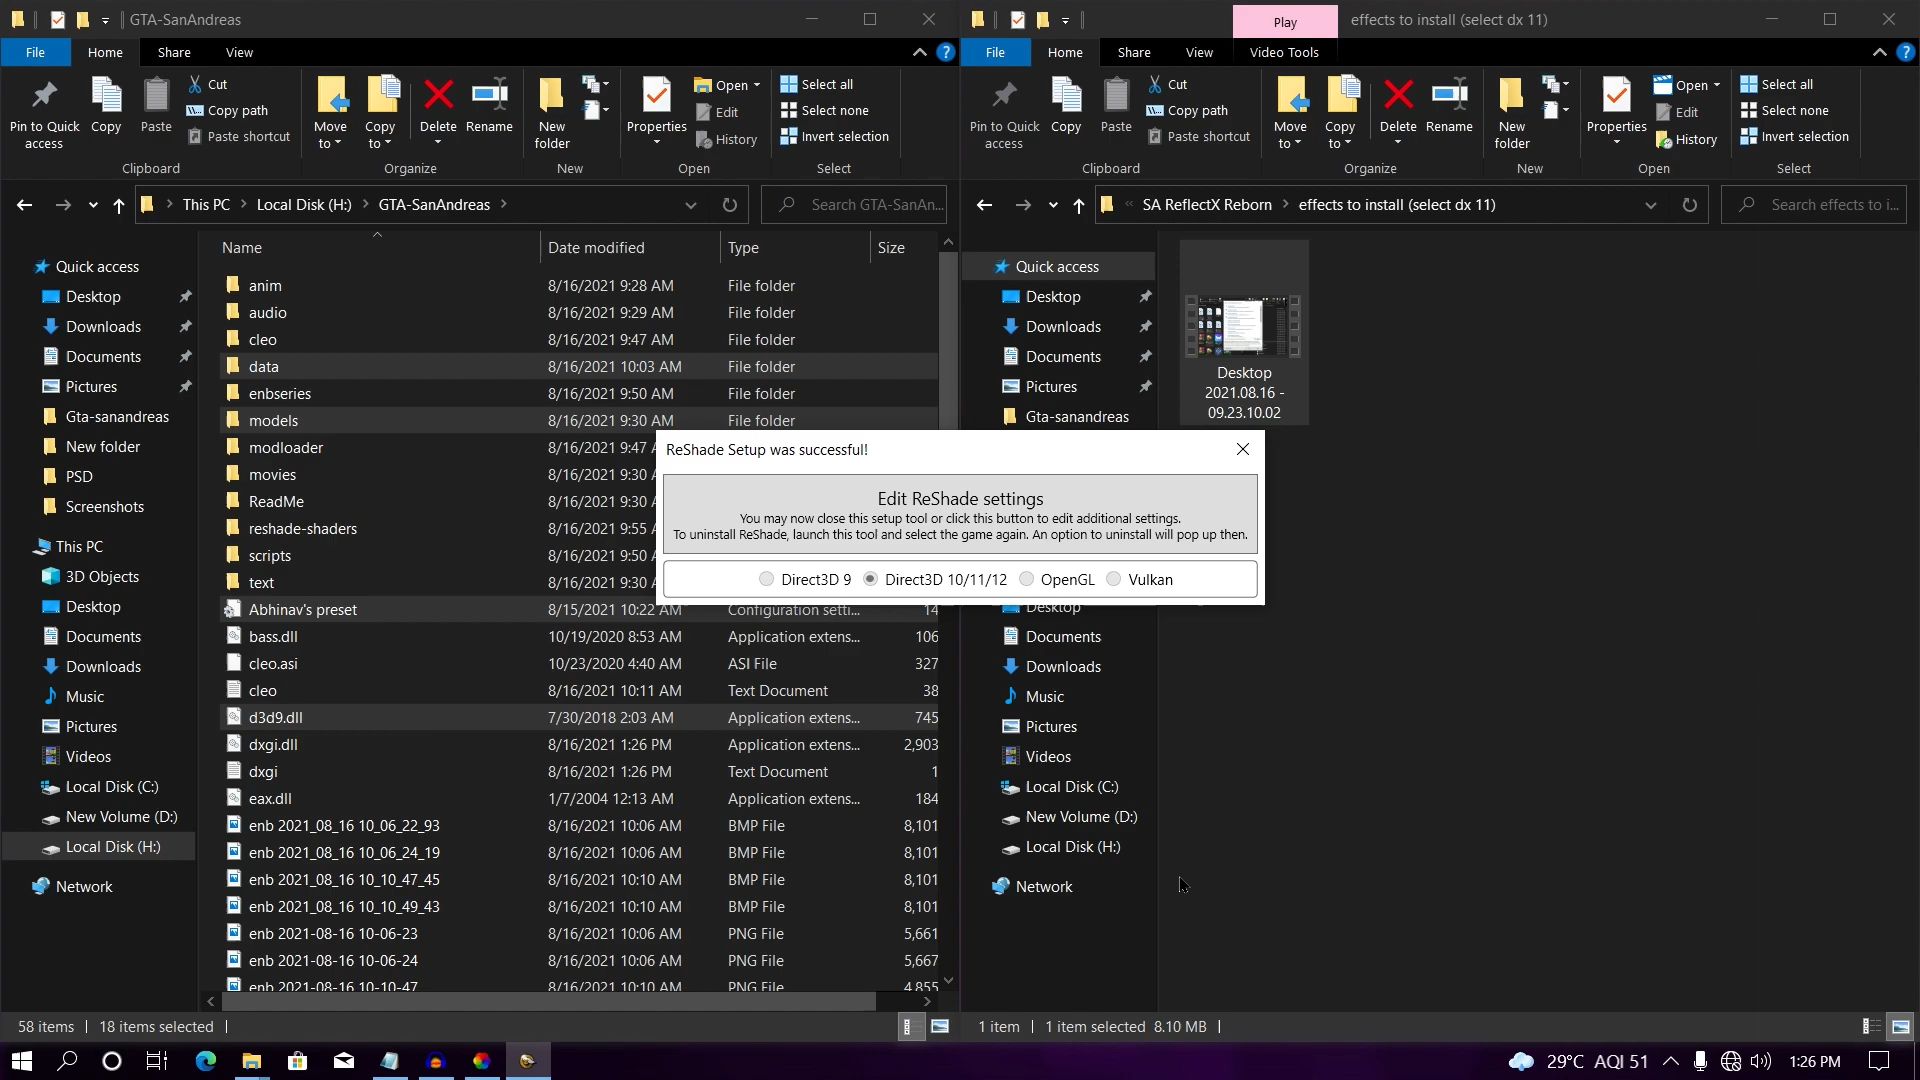 GTA-SanAndreas
File
Home
Share
View
Pin to Quick
access
Copy
Paste
Cut
Copy path
Paste shortcut
Clipboard
Move
to
Copy
to
Delete
Rename
Organize
New
folder
New
Properties
Open
Edit
History
Open
Select all
Select none
Invert selection
Select
This PC
Local Disk (H:)
GTA-SanAndreas
Search GTA-SanAn...
Quick access
Desktop
Downloads
Documents
Pictures
Gta-sanandreas
New folder
PSD
Screenshots
This PC
3D Objects
Desktop
Documents
Downloads
Music
Pictures
Videos
Local Disk (C:)
New Volume (D:)
Local Disk (H:)
Network
Name Date modified Type Size
anim 8/16/2021 9:28 AM File folder
audio 8/16/2021 9:29 AM File folder
cleo 8/16/2021 9:47 AM File folder
data 8/16/2021 10:03 AM File folder
enbseries 8/16/2021 9:50 AM File folder
models 8/16/2021 9:30 AM File folder
modloader 8/16/2021 9:47 A
movies 8/16/2021 9:30 A
ReadMe 8/16/2021 9:30 A
reshade-shaders 8/16/2021 9:55 A
scripts 8/16/2021 9:50 A
text 8/16/2021 9:30 A
Abhinav's preset 8/15/2021 10:22 AM Configuration setti... 14
bass.dll 10/19/2020 8:53 AM Application extens... 106
cleo.asi 10/23/2020 4:40 AM ASI File 327
cleo 8/16/2021 10:11 AM Text Document 38
d3d9.dll 7/30/2018 2:03 AM Application extens... 745
dxgi.dll 8/16/2021 1:26 PM Application extens... 2,903
dxgi 8/16/2021 1:26 PM Text Document 1
eax.dll 1/7/2004 12:13 AM Application extens... 184
enb 2021_08_16 10_06_22_93 8/16/2021 10:06 AM BMP File 8,101
enb 2021_08_16 10_06_24_19 8/16/2021 10:06 AM BMP File 8,101
enb 2021_08_16 10_10_47_45 8/16/2021 10:10 AM BMP File 8,101
enb 2021_08_16 10_10_49_43 8/16/2021 10:10 AM BMP File 8,101
enb 2021-08-16 10-06-23 8/16/2021 10:06 AM PNG File 5,661
enb 2021-08-16 10-06-24 8/16/2021 10:06 AM PNG File 5,667
enb 2021-08-16 10-10-47 8/16/2021 10:10 AM PNG File 4,855
58 items
18 items selected
ReShade Setup was successful!
Edit ReShade settings
You may now close this setup tool or click this button to edit additional settings.
To uninstall ReShade, launch this tool and select the game again. An option to uninstall will pop up then.
Direct3D 9 Direct3D 10/11/12 OpenGL Vulkan
Play
effects to install (select dx 11)
File
Home
Share
View
Video Tools
Pin to Quick
access
Copy
Paste
Cut
Copy path
Paste shortcut
Clipboard
Move
to
Copy
to
Delete
Rename
Organize
New
folder
New
Properties
Open
Edit
History
Open
Select all
Select none
Invert selection
Select
SA ReflectX Reborn
effects to install (select dx 11)
Search effects to i...
Quick access
Desktop
Downloads
Documents
Pictures
Gta-sanandreas
Desktop
Documents
Downloads
Music
Pictures
Videos
Local Disk (C:)
New Volume (D:)
Local Disk (H:)
Network
Desktop
2021.08.16 -
09.23.10.02
1 item
1 item selected 8.10 MB
29°C AQI 51
1:26 PM